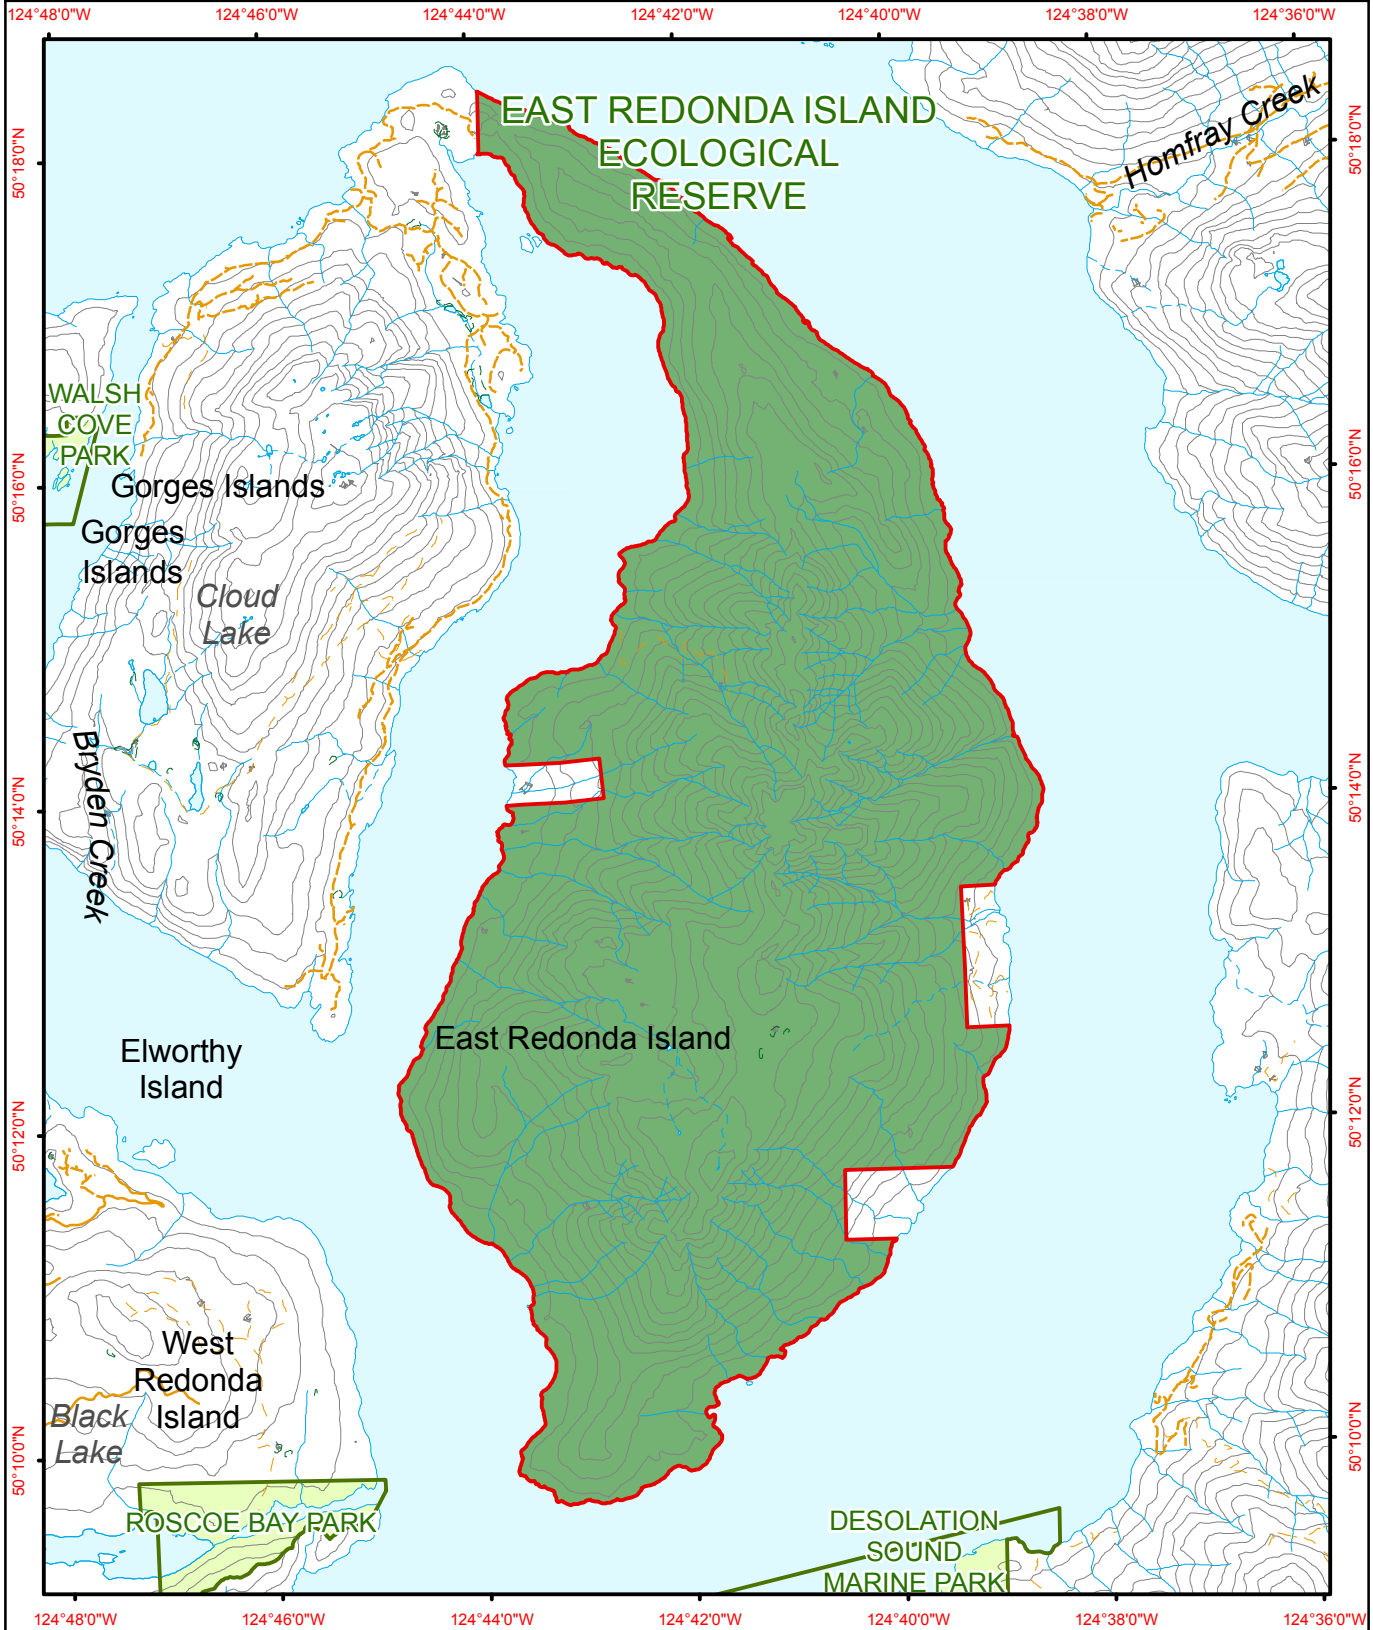 124°48'0"W 124°46'0"W 124°44'0"W 124°42'0"W 124°40'0"W 124°38'0"W 124°36'0"W
EAST REDONDA ISLAND
ECOLOGICAL
RESERVE
Homfray Creek
50°18'0"N
50°18'0"N
WALSH
COVE
PARK
Gorges Islands
50°16'0"N
50°16'0"N
Gorges
Islands
Cloud
Lake
Bryden Creek
50°14'0"N
50°14'0"N
East Redonda Island
Elworthy
Island
50°12'0"N
50°12'0"N
West
Redonda
Island
Black
Lake
50°10'0"N
50°10'0"N
ROSCOE BAY PARK
DESOLATION
SOUND
MARINE PARK
124°48'0"W 124°46'0"W 124°44'0"W 124°42'0"W 124°40'0"W 124°38'0"W 124°36'0"W